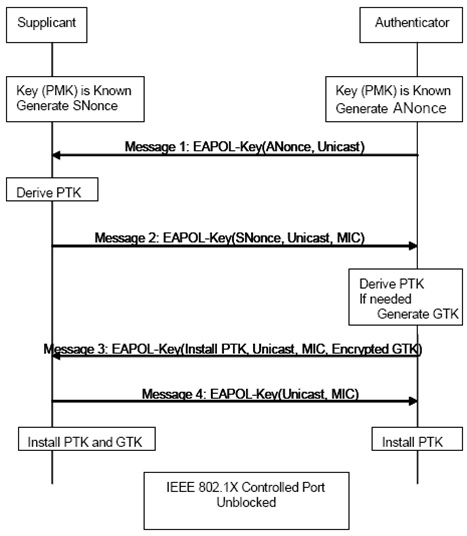 Supplicant
Authenticator
Key (PMK) is Known
Generate SNonce
Key (PMK) is Known
Generate ANonce
Message 1: EAPOL-Key(ANonce, Unicast)
Derive PTK
Message 2: EAPOL-Key(SNonce, Unicast, MIC)
Derive PTK
If needed
Generate GTK
Message 3: EAPOL-Key(Install PTK, Unicast, MIC, Encrypted GTK)
Message 4: EAPOL-Key(Unicast, MIC)
Install PTK and GTK
Install PTK
IEEE 802.1X Controlled Port
Unblocked